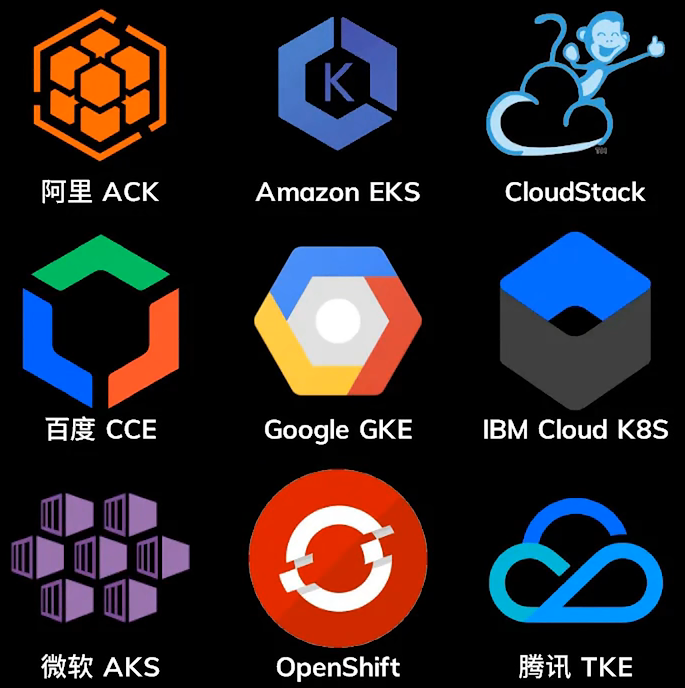 K
TM
阿里 ACK
Amazon EKS
CloudStack
百度 CCE
Google GKE
IBM Cloud K8S
微软 AKS
OpenShift
腾讯 TKE